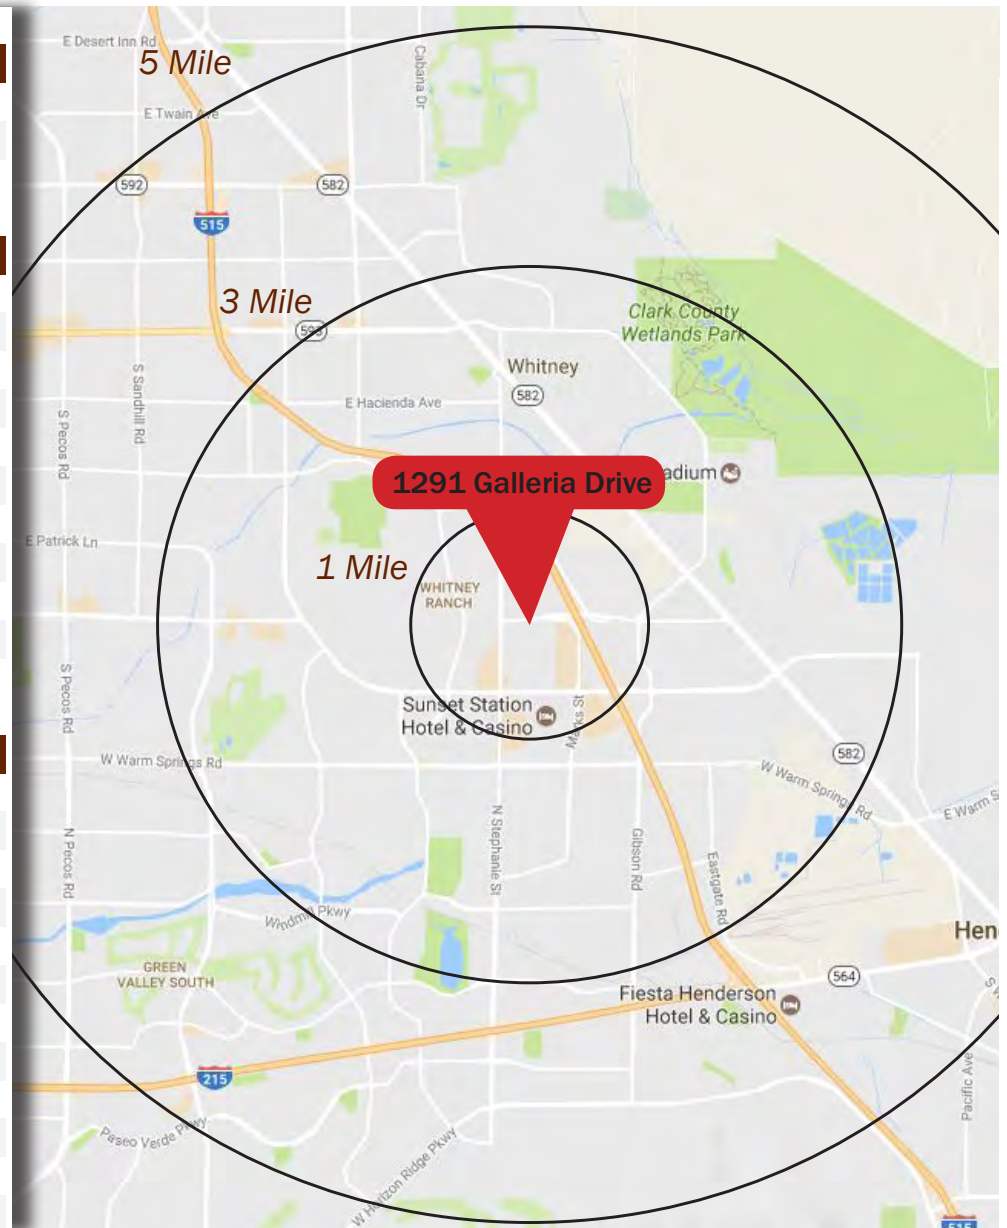 E Desert Inn Rd
5 Mile
Cabana Dr
E Twain Ave
592
582
515
3 Mile
593
Clark County
Wetlands Park
Whitney
582
S Sandhill Rd
E Hacienda Ave
S Pecos Rd
1291 Galleria Drive
adium
E Patrick Ln
1 Mile
WHITNEY
RANCH
S Pecos Rd
Sunset Station
Hotel & Casino
Marks St
582
W Warm Springs Rd
W Warm Springs Rd
E Warm S
N Pecos Rd
N Stephanie St
Gibson Rd
Eastgate Rd
Windmill Pkwy
Hen
GREEN
VALLEY SOUTH
564
Fiesta Henderson
Hotel & Casino
215
Pacific Ave
Paseo Verde Pkwy
W Horizon Ridge Pkwy
515